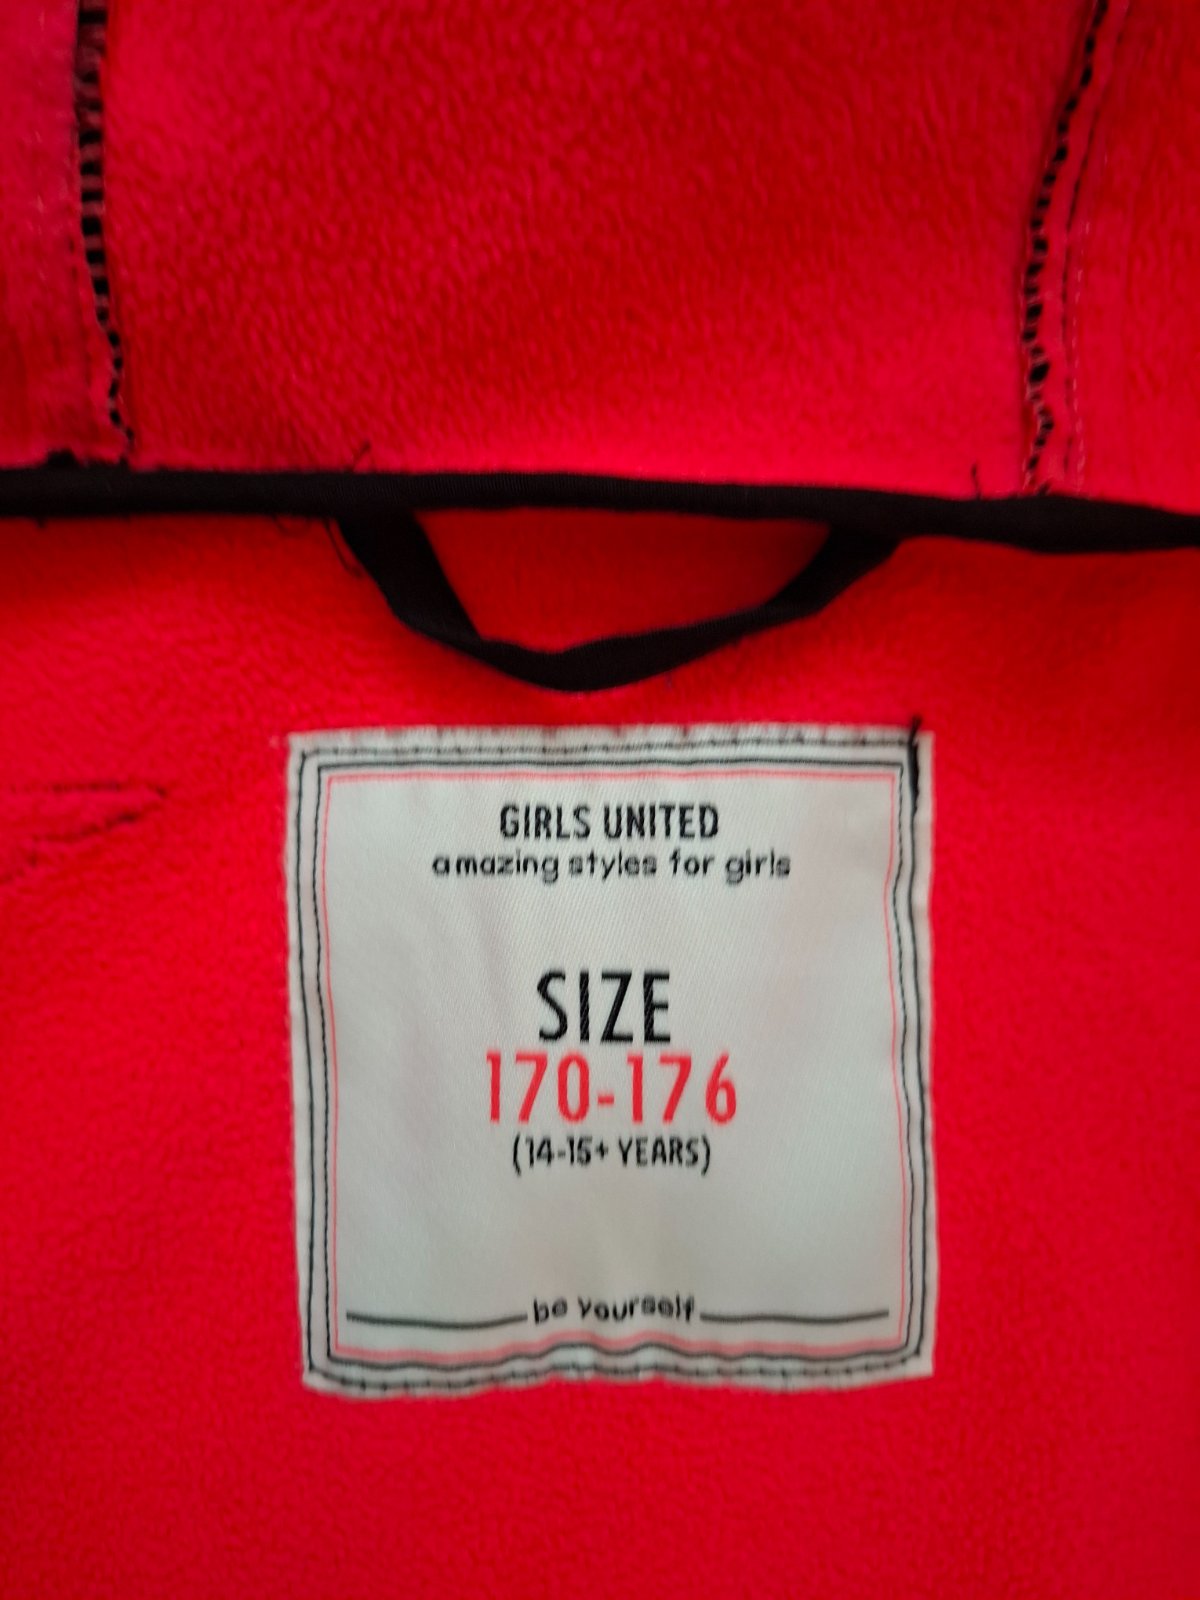 GIRLS UNITED
amazing styles for girls
SIZE
170-176
(14-15+ YEARS)
be yourself